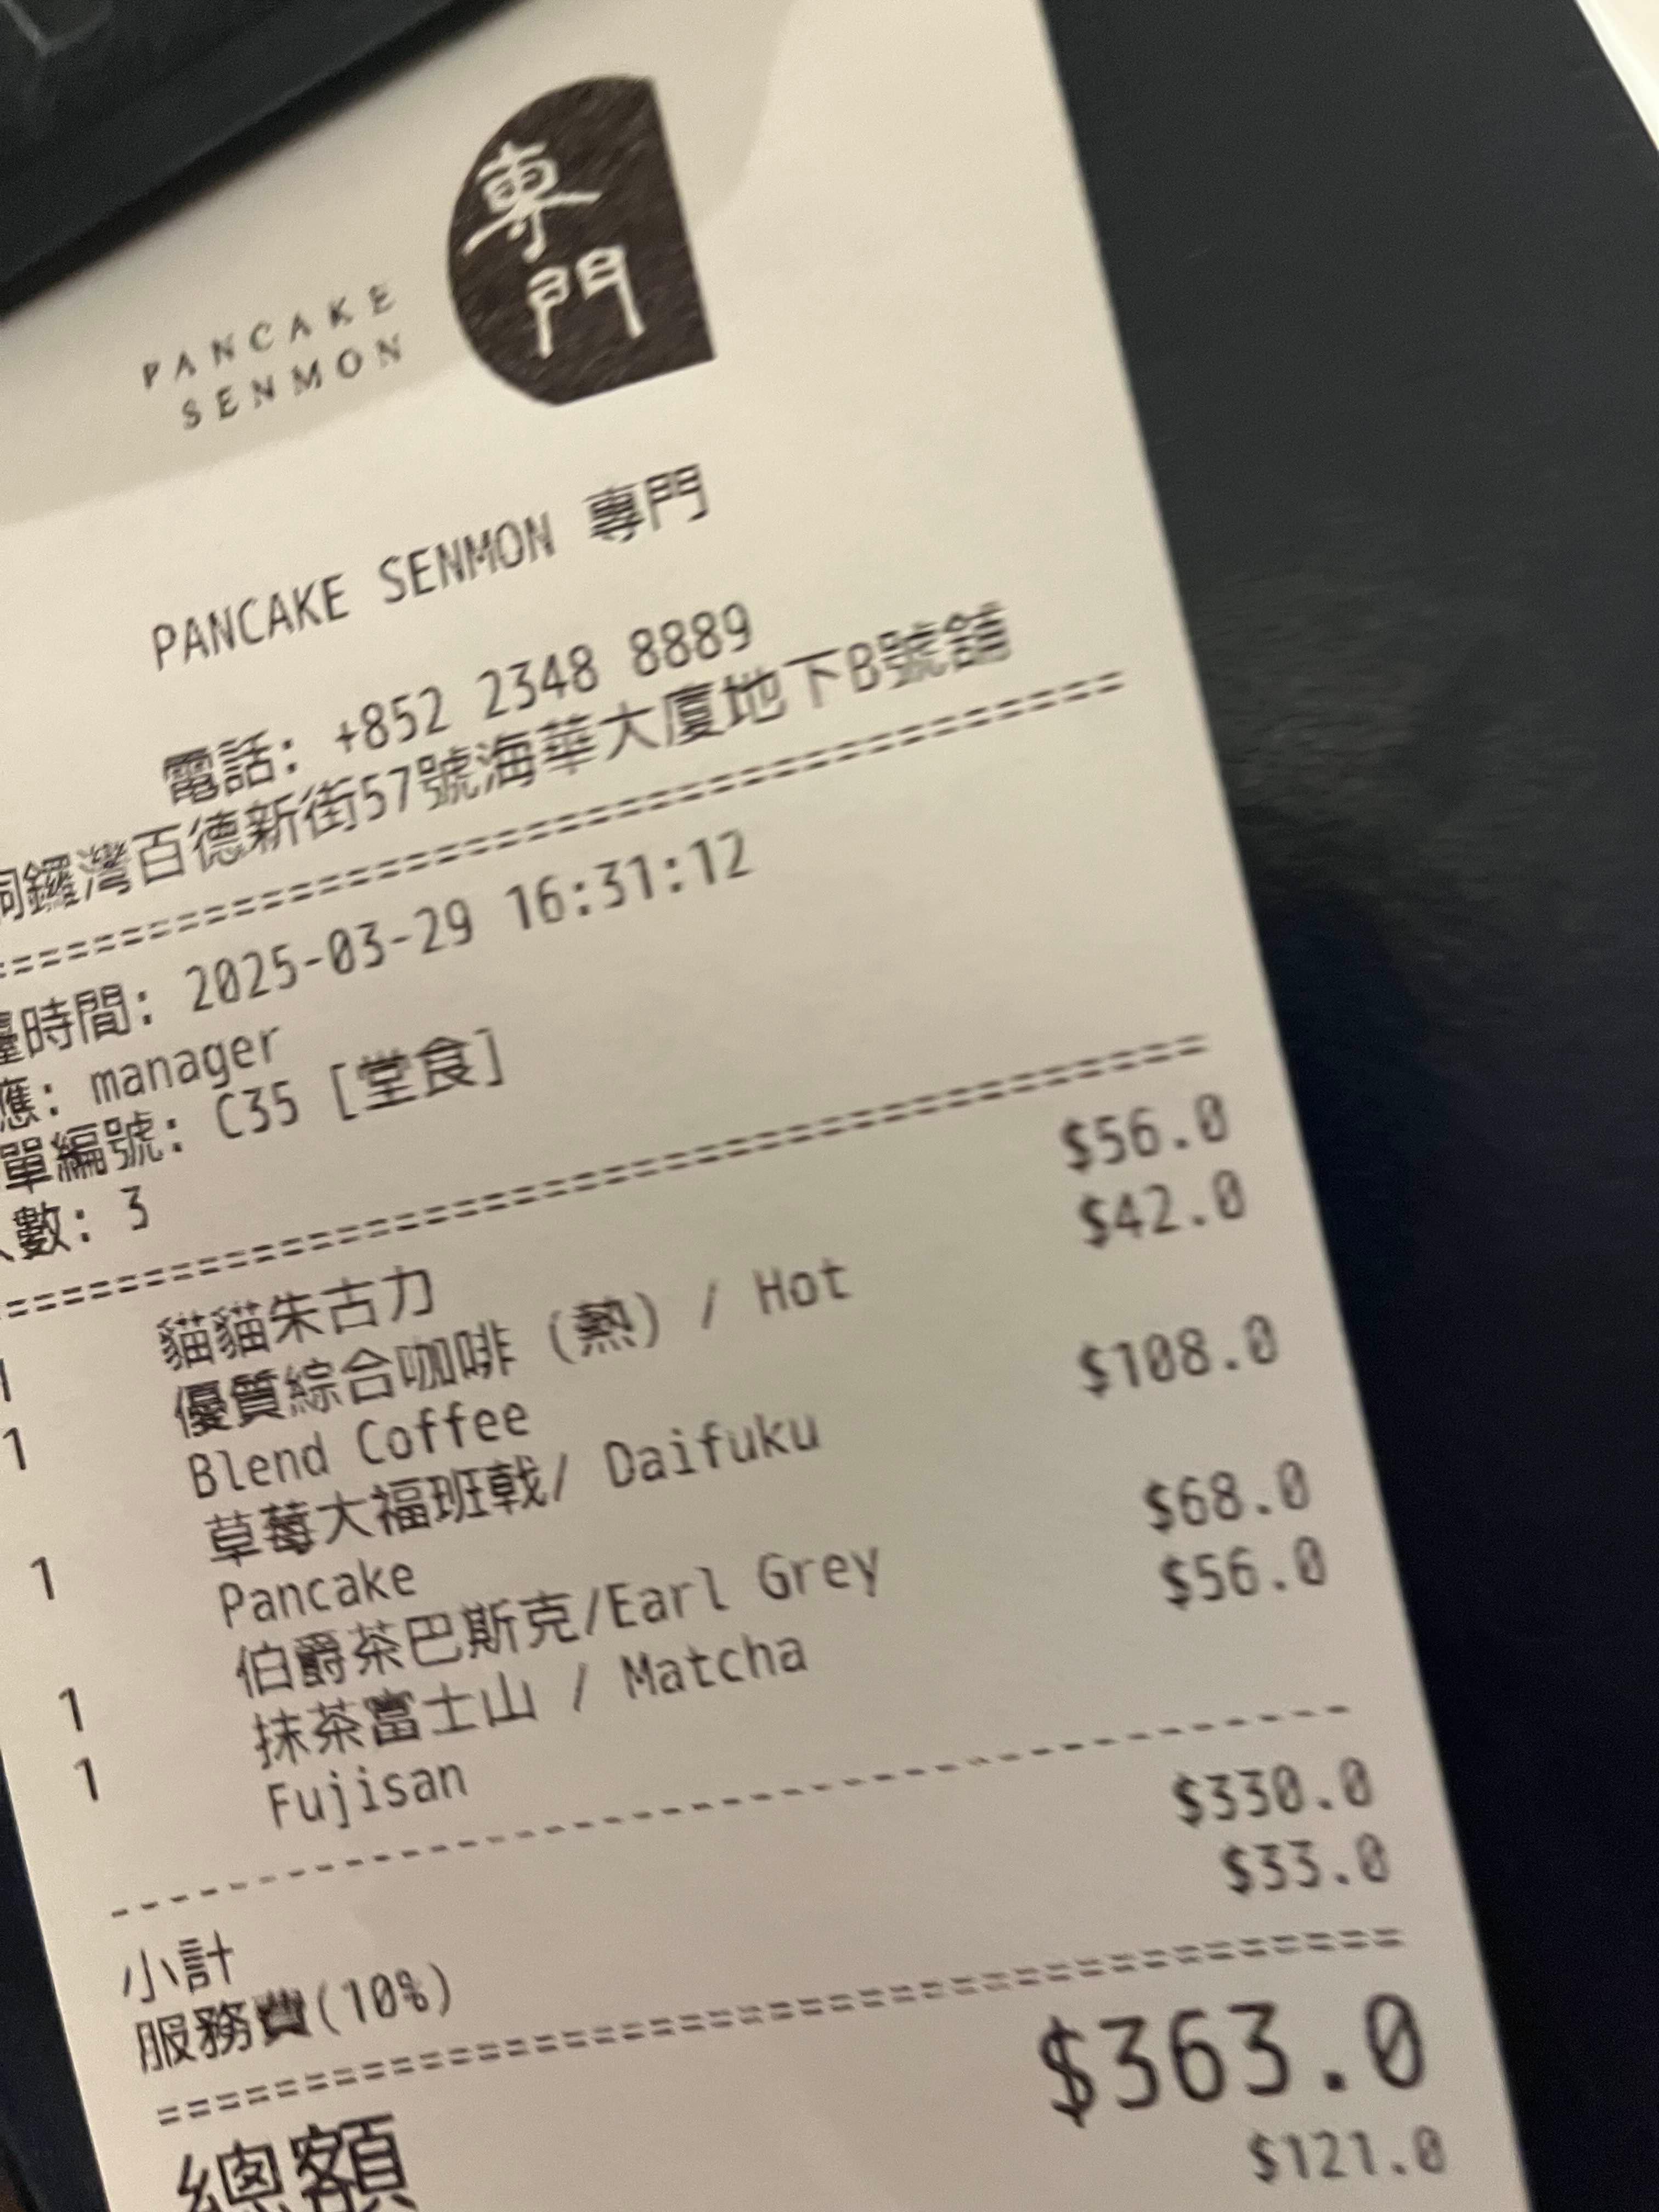 專門
PANCAKE
SENMON
PANCAKE SENMON 專門
電話: +852 2348 8889
銅鑼灣百德新街57號海華大廈地下B號舖
時間: 2025-03-29 16:31:12
應: manager
單編號: C35 [堂食]
人數: 3
1 貓貓朱古力 $56.0
1 優質綜合咖啡 (熱) / Hot $42.0
Blend Coffee
1 草莓大福班戟/ Daifuku $108.0
Pancake
1 伯爵茶巴斯克/Earl Grey $68.0
1 抹茶富士山 / Matcha $56.0
Fujisan
小計 $330.0
服務費(10%) $33.0
總額 $363.0
$121.0